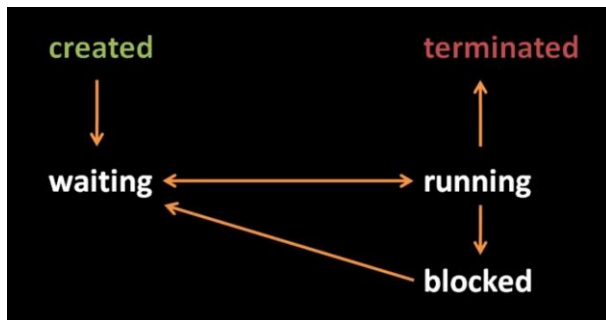 created
terminated
waiting
running
blocked